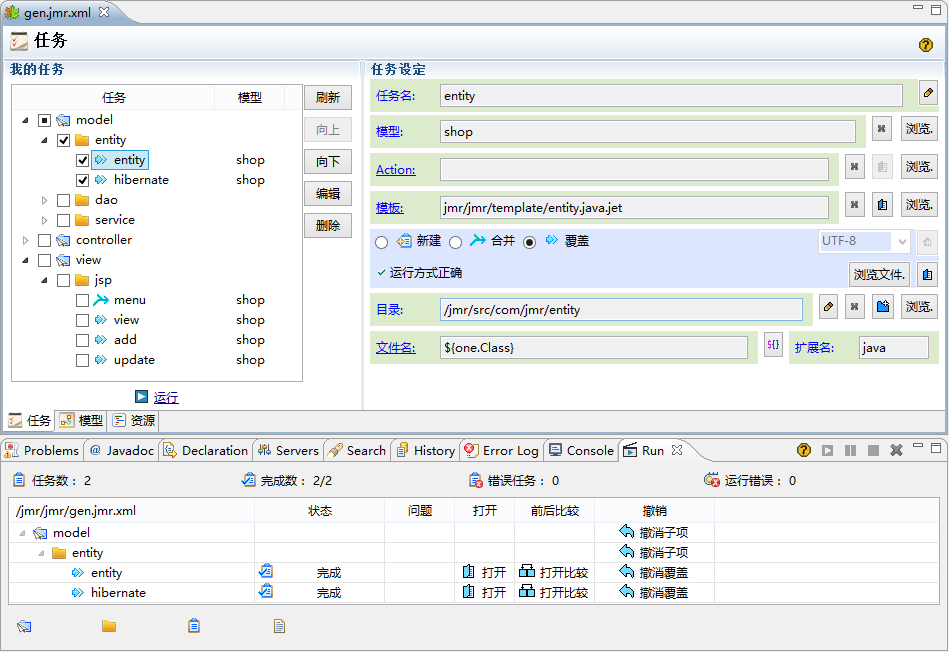 gen.jmr.xml
任务
我的任务
任务 模型
model
entity
entity shop
hibernate shop
dao
service
controller
view
jsp
menu shop
view shop
add shop
update shop
刷新
向上
向下
编辑
删除
运行
任务设定
任务名: entity
模型: shop 浏览.
Action: 浏览.
模板: jmr/jmr/template/entity.java.jet 浏览.
新建 合并 覆盖 UTF-8
运行方式正确 浏览文件.
目录: /jmr/src/com/jmr/entity 浏览.
文件名: ${one.Class} ${} 扩展名: java
任务 模型 资源
Problems @ Javadoc Declaration Servers Search History Error Log Console Run
任务数： 2 完成数： 2/2 错误任务： 0 运行错误： 0
/jmr/jmr/gen.jmr.xml 状态 问题 打开 前后比较 撤销
model 撤消子项
entity 撤消子项
entity 完成 打开 打开比较 撤消覆盖
hibernate 完成 打开 打开比较 撤消覆盖